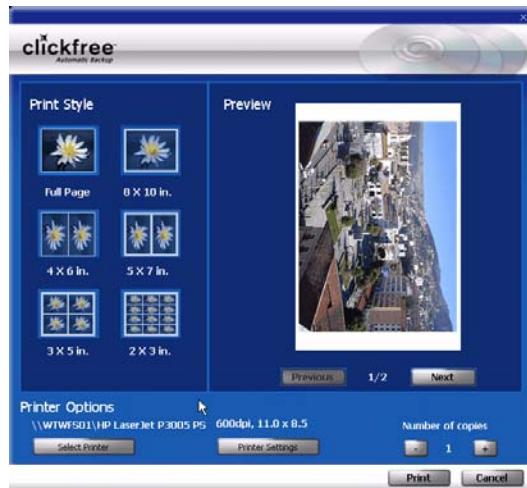 clickfree
Automatic Backup
Print Style
Full Page
8 X 10 in.
4 X 6 in.
5 X 7 in.
3 X 5 in.
2 X 3 in.
Preview
Previous
1/2
Next
Printer Options
\\WTWFS01\HP LaserJet P3005 PS
600dpi, 11.0 x 8.5
Number of copies
Select Printer
Printer Settings
- 1 +
Print
Cancel